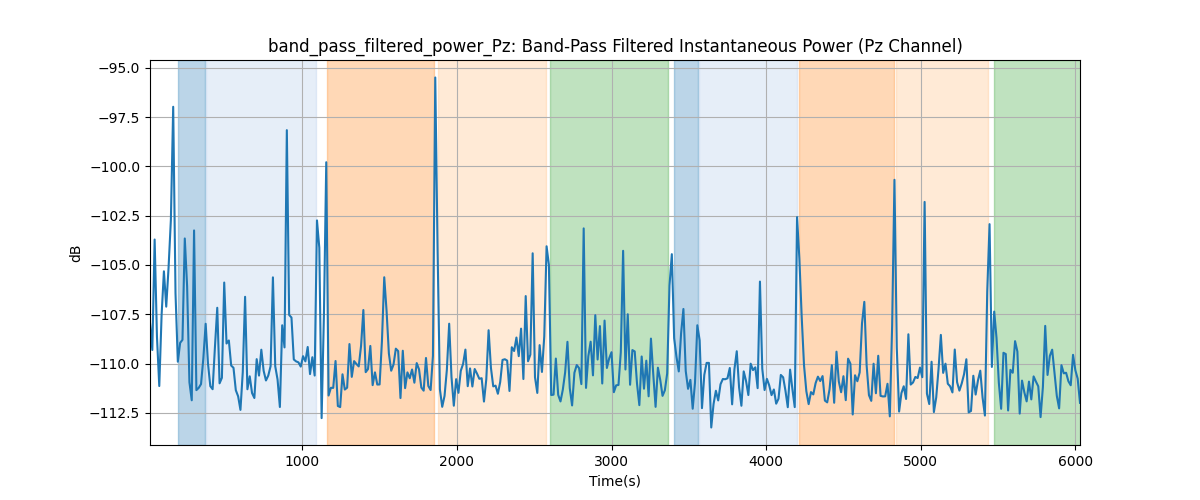 band_pass_filtered_power_Pz: Band-Pass Filtered Instantaneous Power (Pz Channel)
−95.0
−97.5
−100.0
−102.5
−105.0
−107.5
−110.0
−112.5
dB
1000 2000 3000 4000 5000 6000
Time(s)